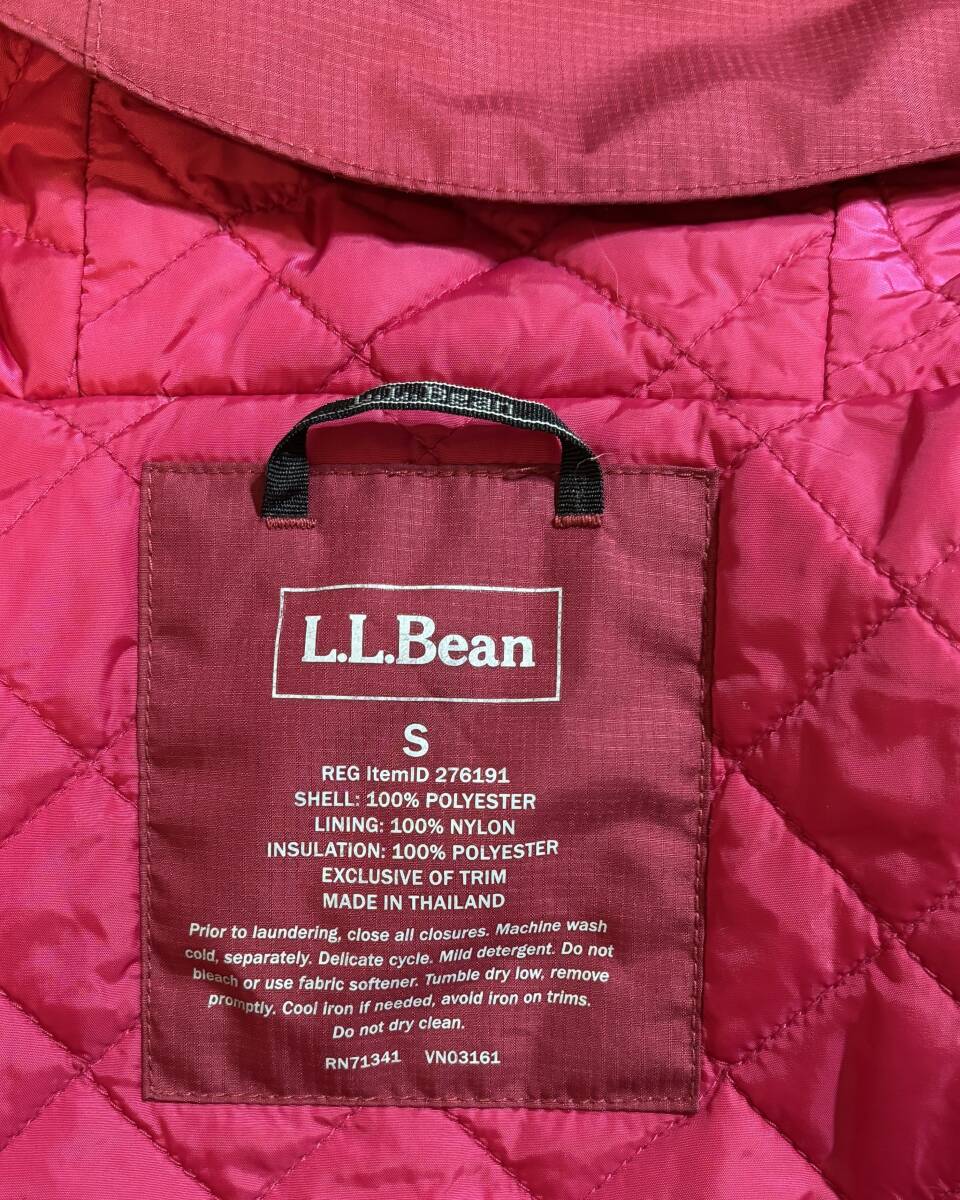 L.L.Bean
L.L.Bean
S
REG ItemID 276191
SHELL: 100% POLYESTER
LINING: 100% NYLON
INSULATION: 100% POLYESTER
EXCLUSIVE OF TRIM
MADE IN THAILAND
Prior to laundering, close all closures. Machine wash
cold, separately. Delicate cycle. Mild detergent. Do not
bleach or use fabric softener. Tumble dry low, remove
promptly. Cool iron if needed, avoid iron on trims.
Do not dry clean.
RN71341 VN03161